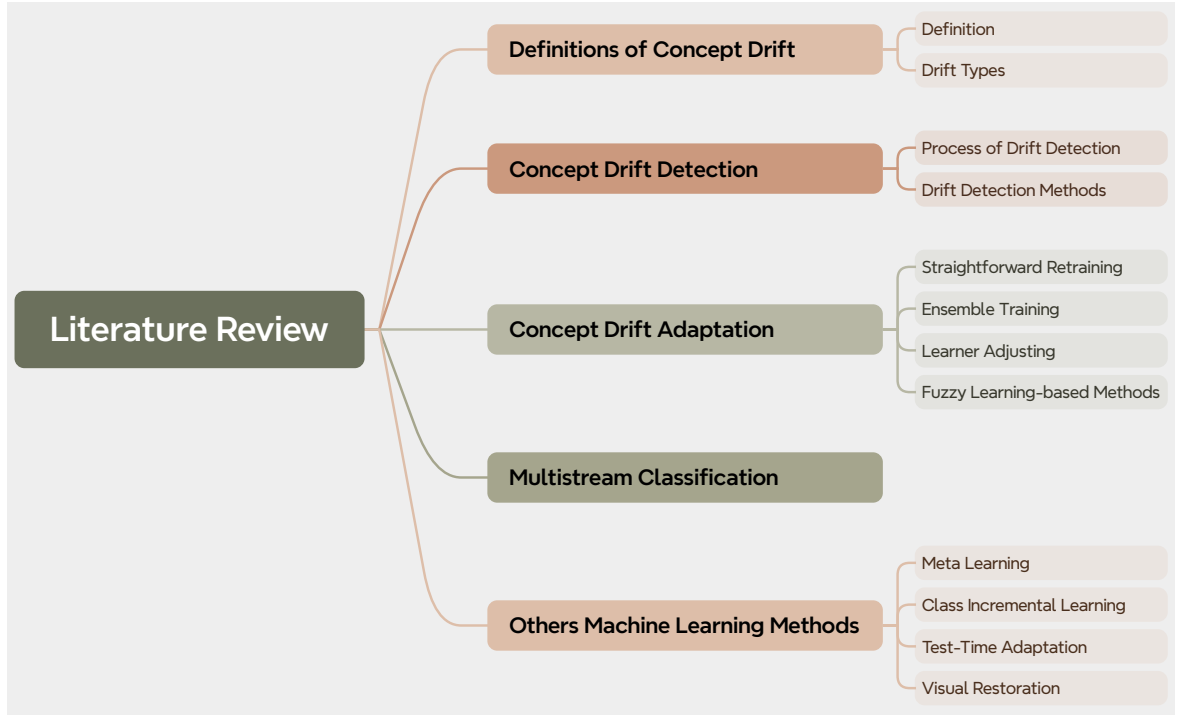 Literature Review
Definitions of Concept Drift
Definition
Drift Types
Concept Drift Detection
Process of Drift Detection
Drift Detection Methods
Concept Drift Adaptation
Straightforward Retraining
Ensemble Training
Learner Adjusting
Fuzzy Learning-based Methods
Multistream Classification
Others Machine Learning Methods
Meta Learning
Class Incremental Learning
Test-Time Adaptation
Visual Restoration